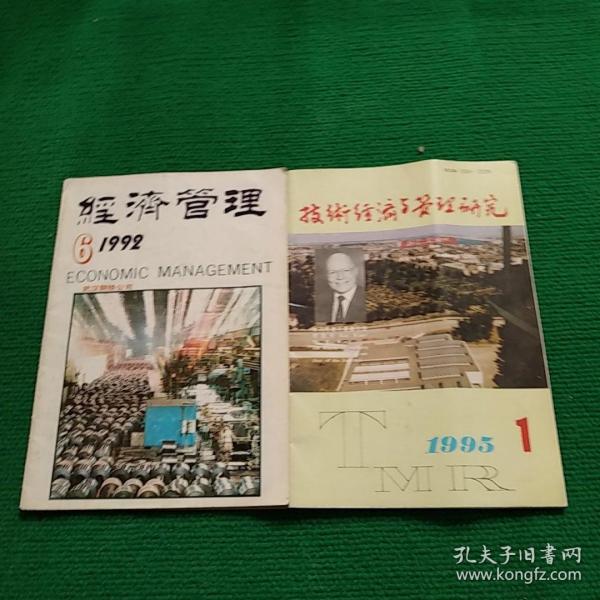 經濟管理
6 1992
ECONOMIC MANAGEMENT
技術經濟与管理研究
1995 1
TMR
孔夫子旧书网
www.kongfz.com